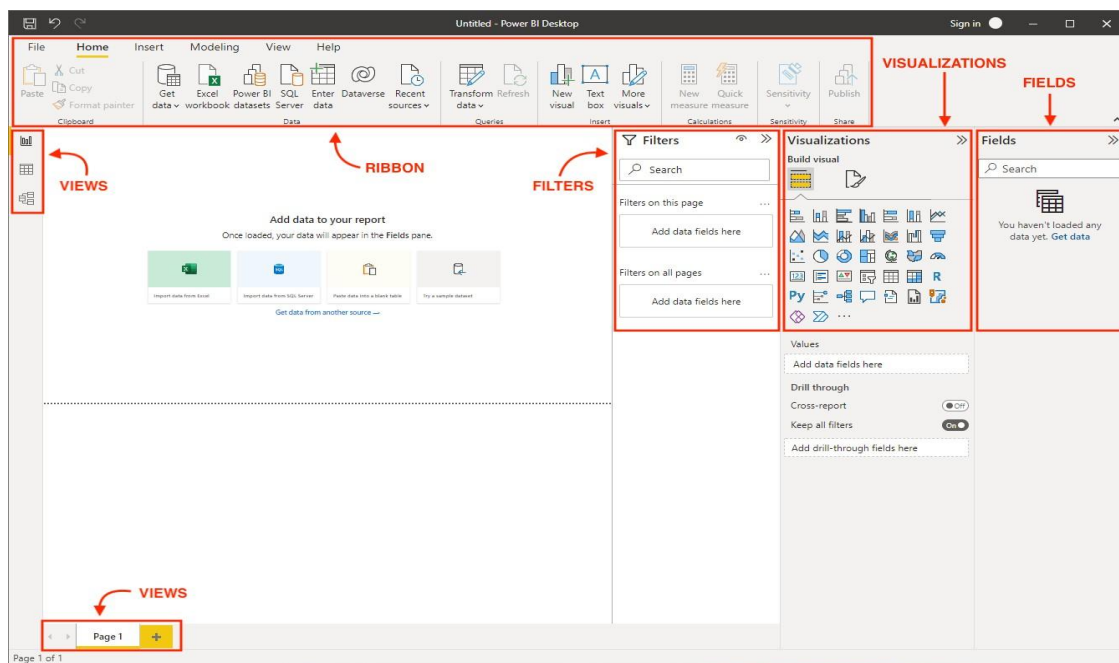 Untitled - Power BI Desktop
Sign in
File Home Insert Modeling View Help
VISUALIZATIONS
FIELDS
Paste
Cut
Copy
Format painter
Get data
Excel workbook
Power BI datasets
SQL Server
Enter data
Dataverse
Recent sources
Transform data
Refresh
New visual
Text box
More visuals
New measure
Quick measure
Sensitivity
Publish
Clipboard
Data
Queries
Insert
Calculations
Sensitivity
Share
VIEWS
RIBBON
FILTERS
Filters
Search
Filters on this page
...
Add data fields here
Filters on all pages
...
Add data fields here
Visualizations
Build visual
123
R
Py
...
Values
Add data fields here
Drill through
Cross-report
Off
Keep all filters
On
Add drill-through fields here
Fields
Search
You haven't loaded any
data yet. Get data
Add data to your report
Once loaded, your data will appear in the Fields pane.
Import data from Excel
Import data from SQL Server
Paste data into a blank table
Try a sample dataset
Get data from another source
VIEWS
Page 1
+
Page 1 of 1